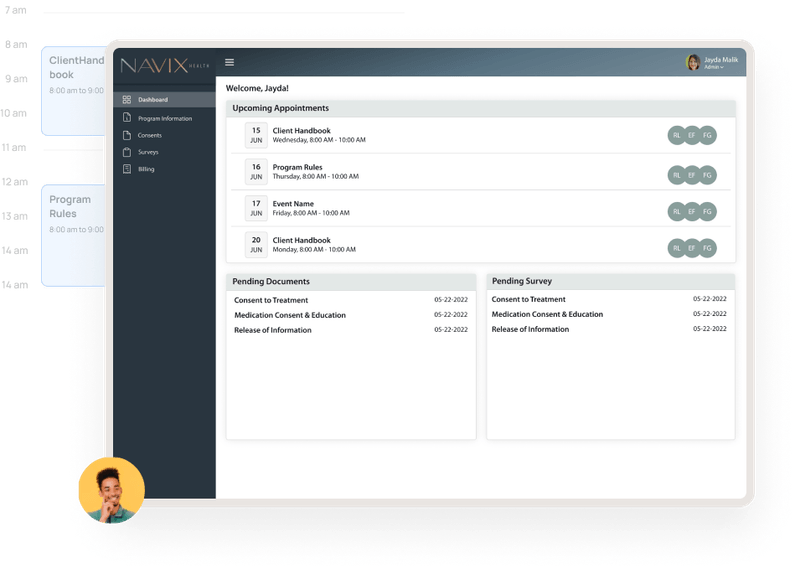 7 am
8 am
ClientHand
book
8:00 am to 9:00
9 am
10 am
11 am
12 am
Program
Rules
8:00 am to 9:00
13 am
14 am
14 am
NAVIX HEALTH
Jayda Malik
Admin
Dashboard
Program Information
Consents
Surveys
Billing
Welcome, Jayda!
Upcoming Appointments
15 Client Handbook
JUN Wednesday, 8:00 AM - 10:00 AM
RL EF FG
16 Program Rules
JUN Thursday, 8:00 AM - 10:00 AM
RL EF FG
17 Event Name
JUN Friday, 8:00 AM - 10:00 AM
RL EF FG
20 Client Handbook
JUN Monday, 8:00 AM - 10:00 AM
RL EF FG
Pending Documents
Consent to Treatment 05-22-2022
Medication Consent & Education 05-22-2022
Release of Information 05-22-2022
Pending Survey
Consent to Treatment 05-22-2022
Medication Consent & Education 05-22-2022
Release of Information 05-22-2022